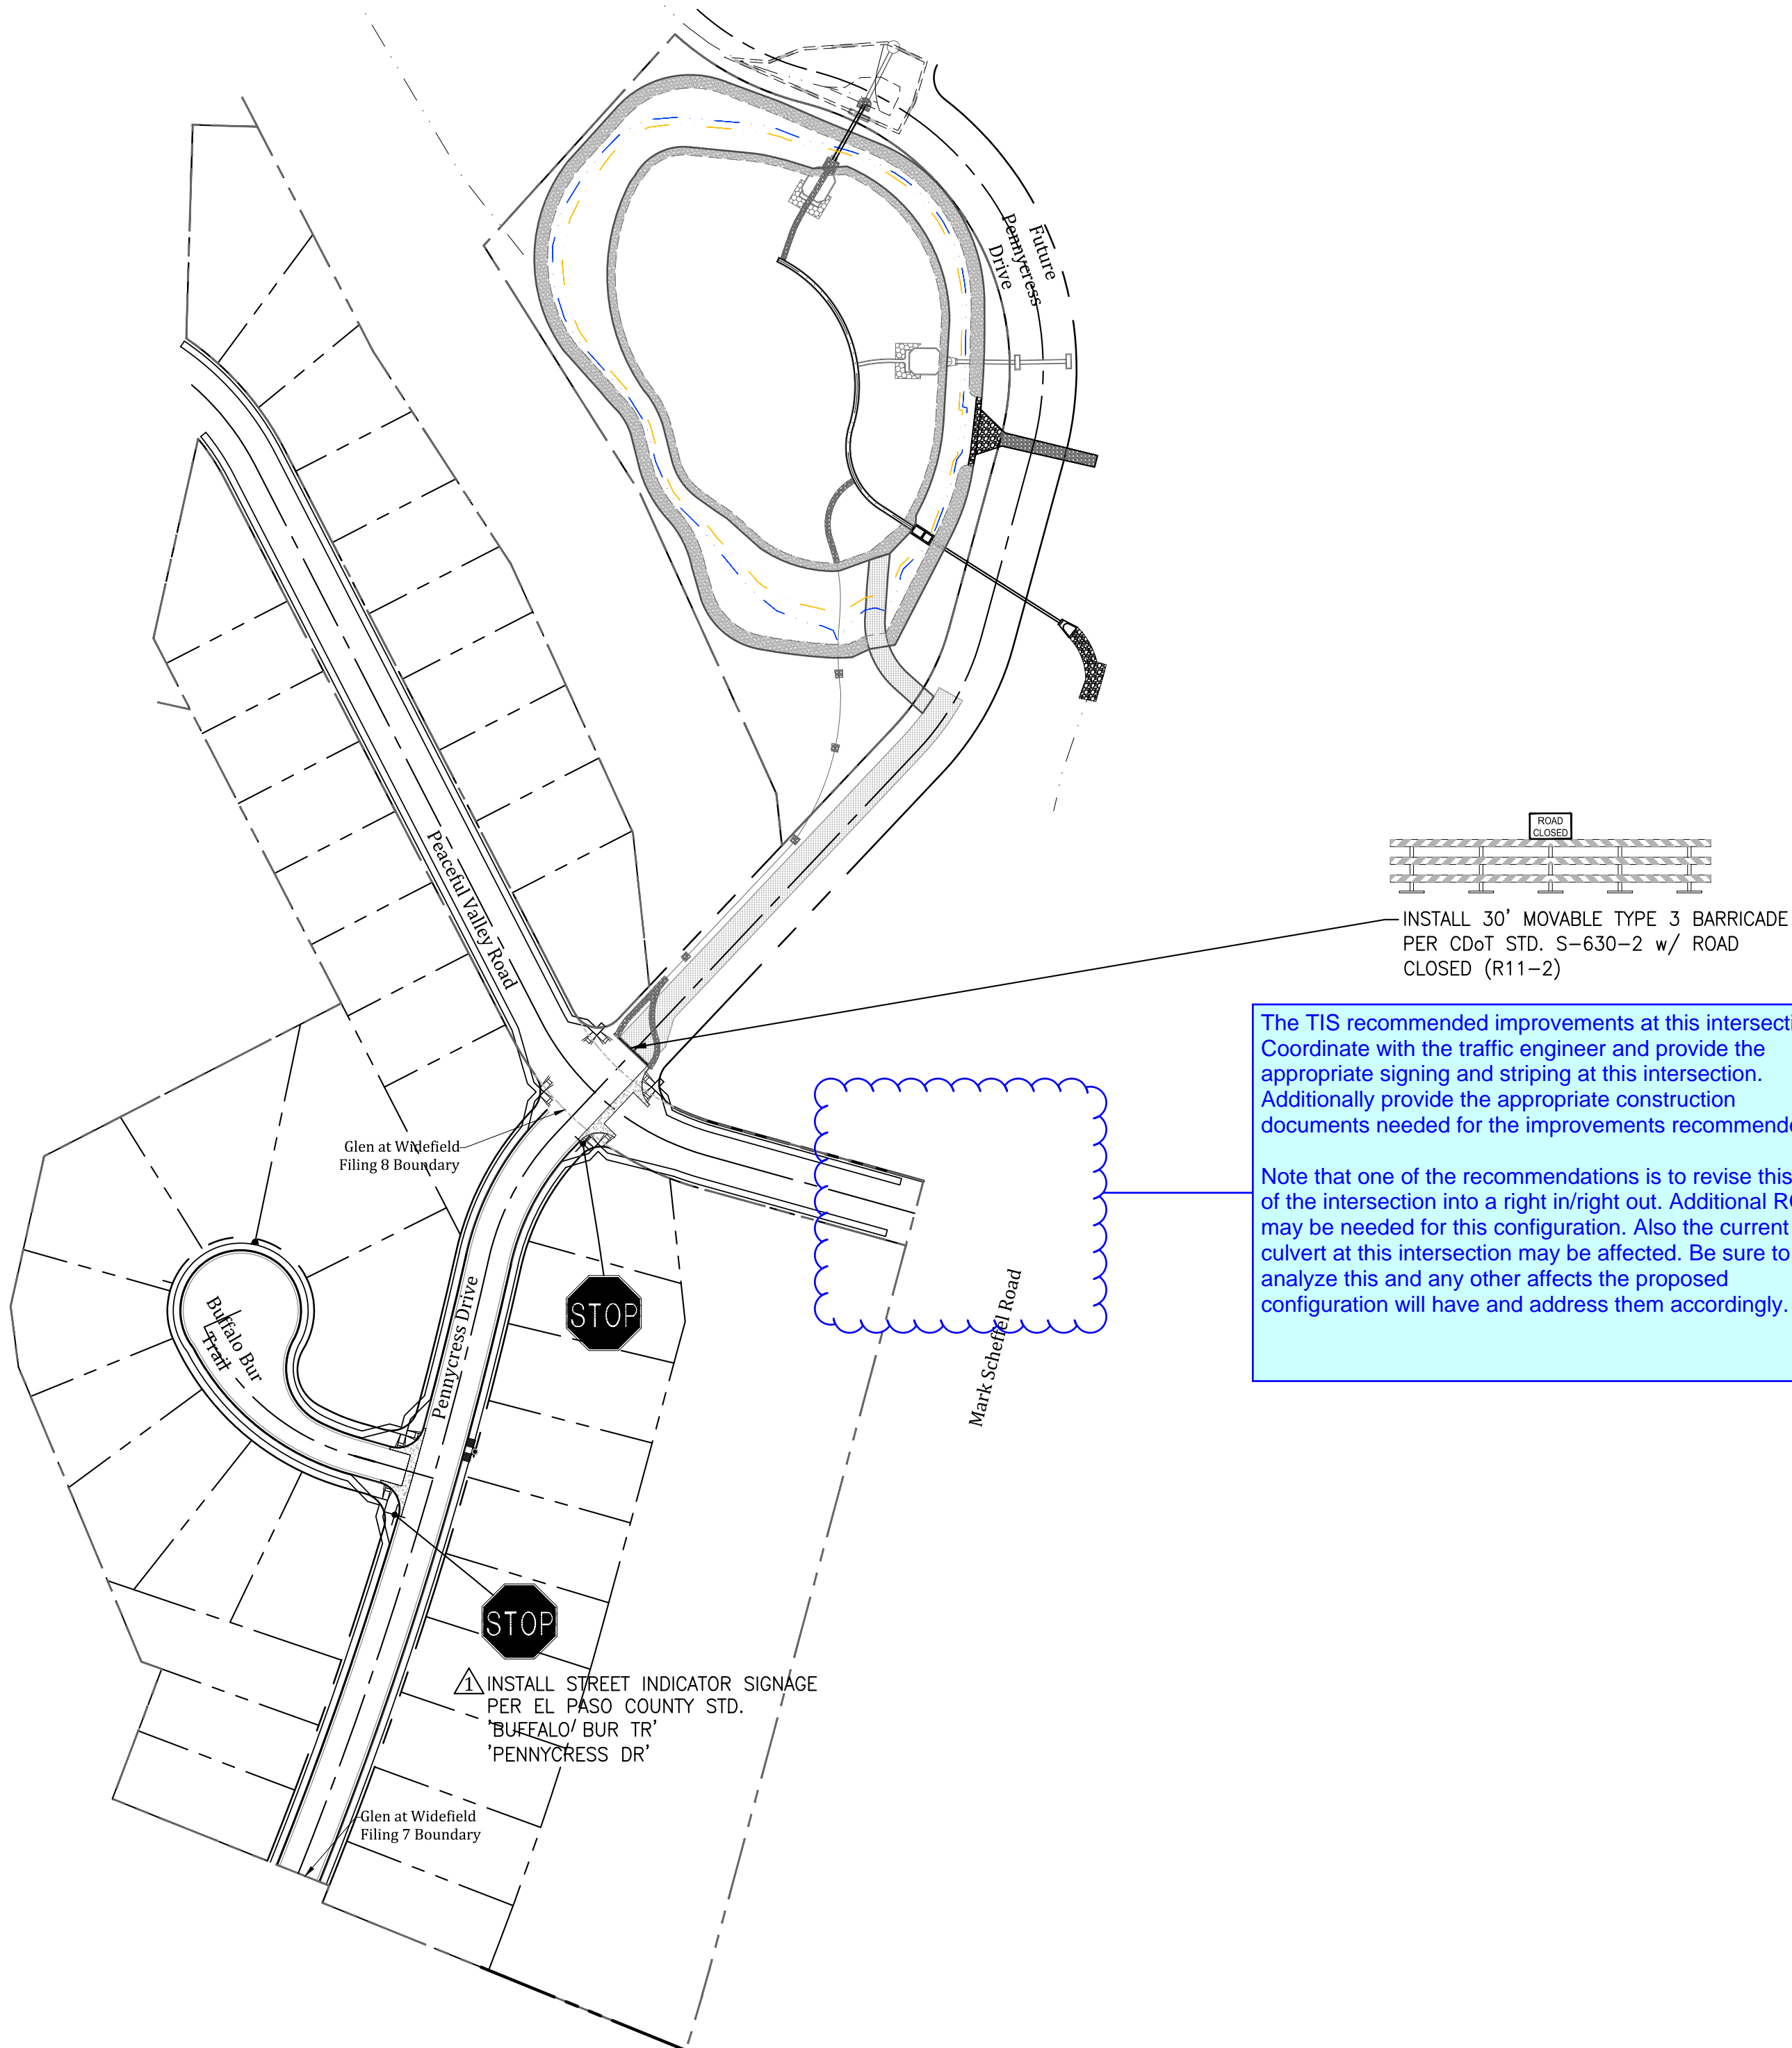 Future
Pennycress
Drive
ROAD
CLOSED
INSTALL 30' MOVABLE TYPE 3 BARRICADE
PER CDoT STD. S-630-2 w/ ROAD
CLOSED (R11-2)
Peaceful Valley Road
The TIS recommended improvements at this
Coordinate with the traffic engineer and provide the
appropriate signing and striping at this intersection.
Additionally provide the appropriate construction
documents needed for the improvements
Note that one of the recommendations is to revise this
of the intersection into a right in/right out. Additional
may be needed for this configuration. Also the current
culvert at this intersection may be affected. Be sure to
analyze this and any other affects the proposed
configuration will have and address them accordingly.
Glen at Widefield
Filing 8 Boundary
STOP
Mark Scheffel Road
Buffalo Bur
Trail
Pennycress Drive
STOP
1 INSTALL STREET INDICATOR SIGNAGE
PER EL PASO COUNTY STD.
'BUFFALO BUR TR'
'PENNYCRESS DR'
Glen at Widefield
Filing 7 Boundary